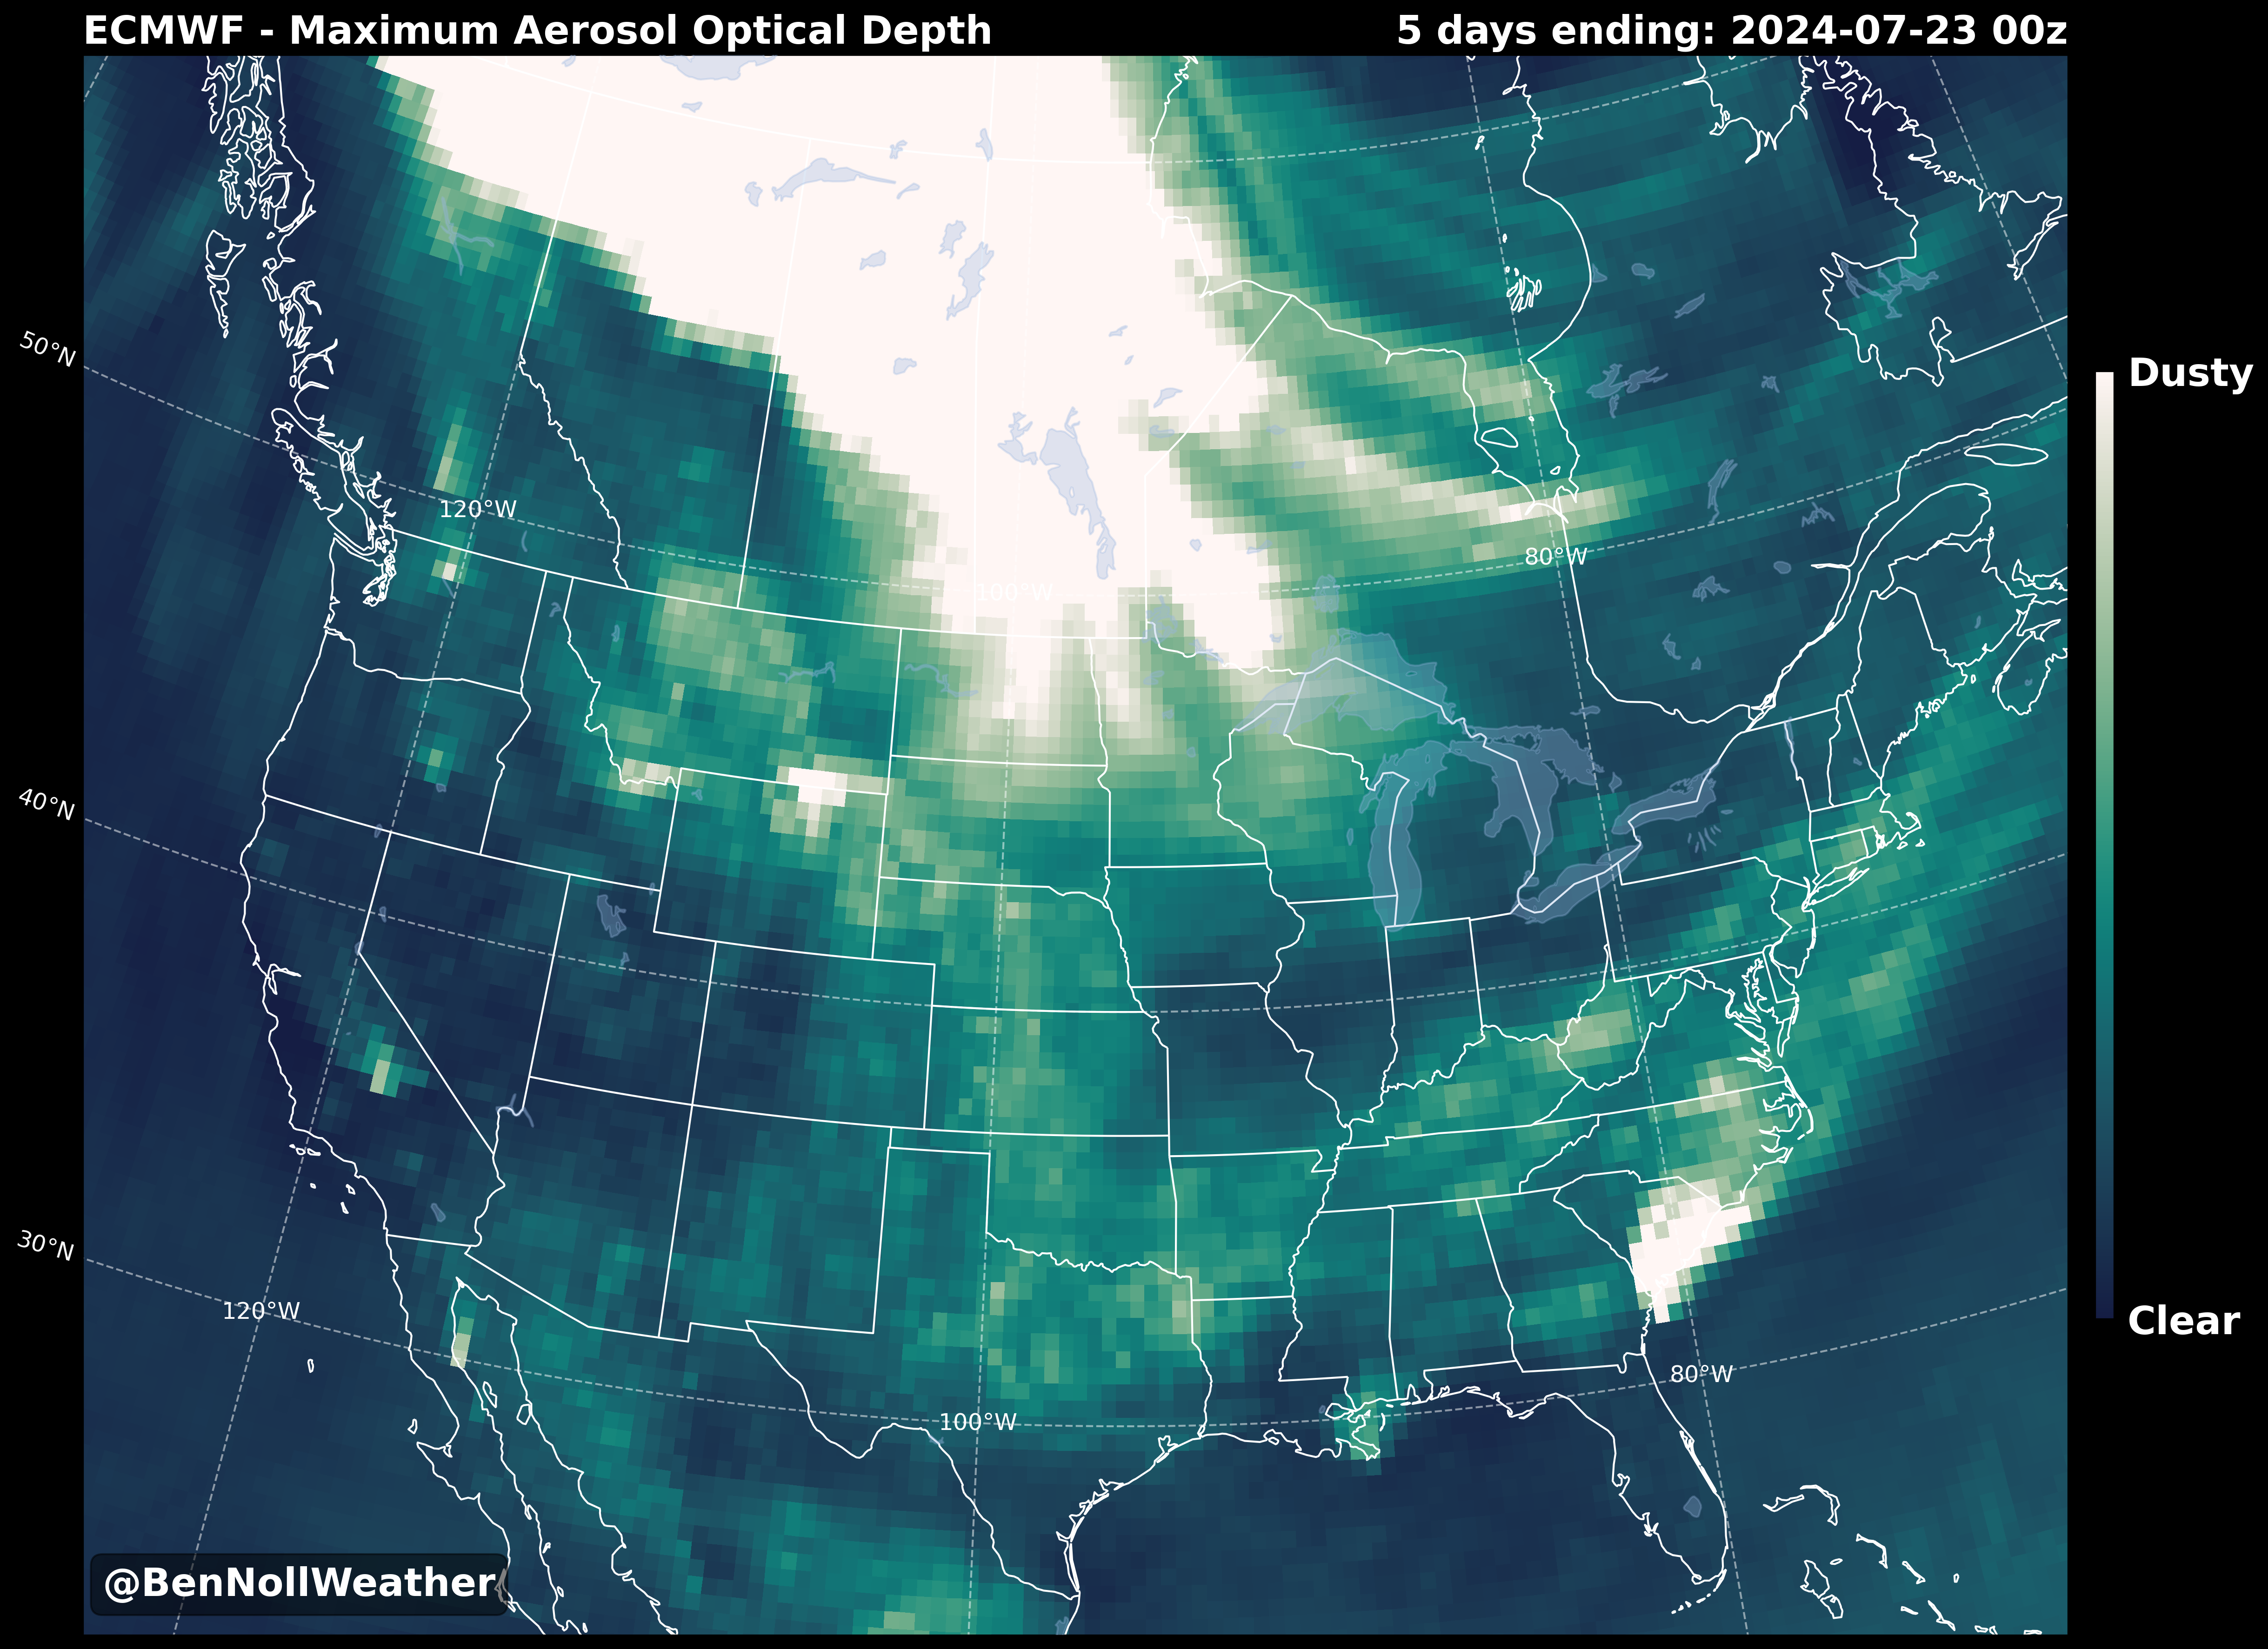 ECMWF - Maximum Aerosol Optical Depth
5 days ending: 2024-07-23 00z
50°N
Dusty
120°W
80°W
100°W
40°N
30°N
120°W
Clear
80°W
100°W
@BenNollWeather